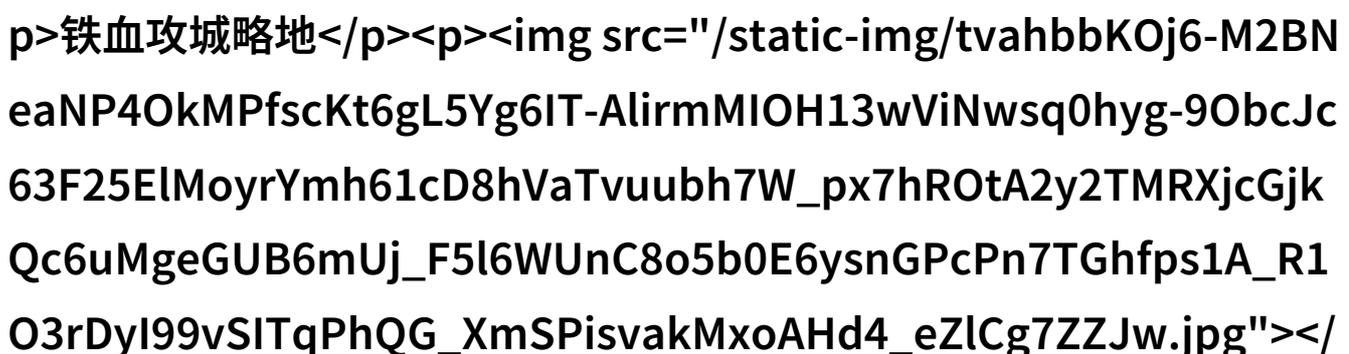 p>铁血攻城略地</p><p><img src="/static-img/tvahbbKOj6-M2BN
eaNP4OkMPfscKt6gL5Yg6IT-AlirmMIOH13wViNwsq0hyg-9ObcJc
63F25ElMoyrYmh61cD8hVaTvuubh7W_px7hROtA2y2TMRXjcGjk
Qc6uMgeGUB6mUj_F5l6WUnC8o5b0E6ysnGPcPn7TGhfps1A_R1
O3rDyI99vSITqPhQG_XmSPisvakMxoAHd4_eZlCg7ZZJw.jpg"></